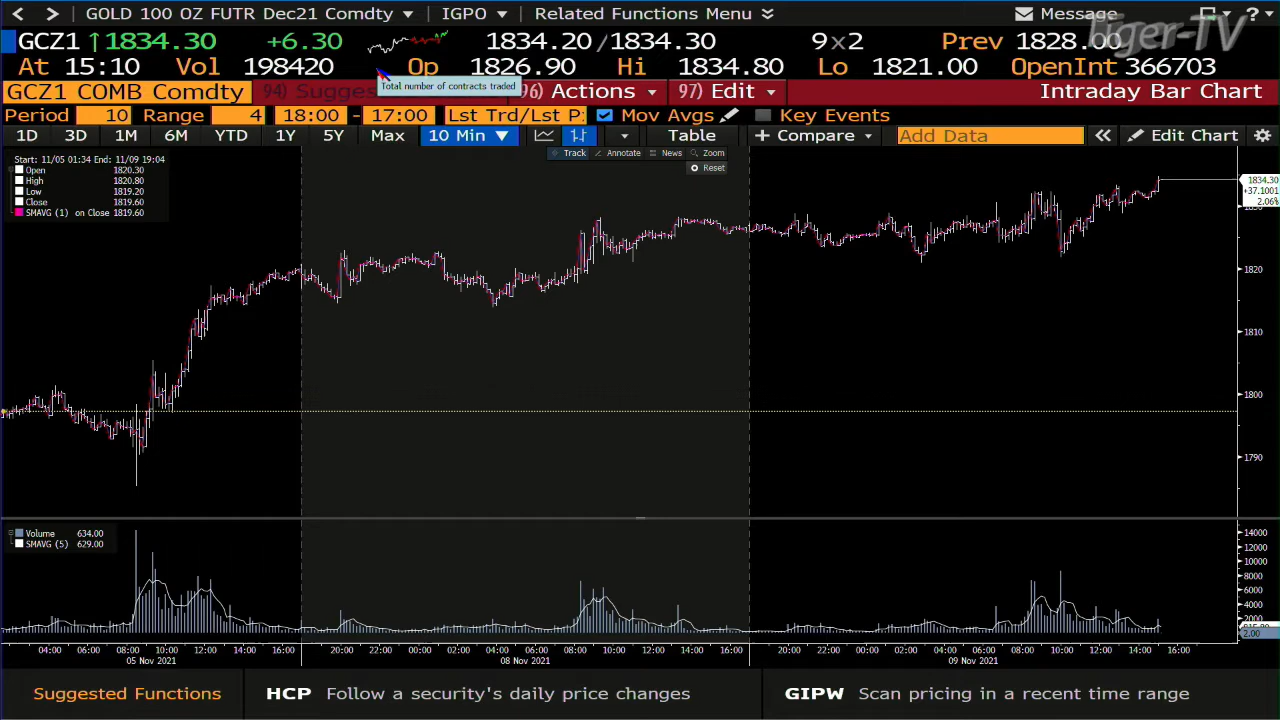 GOLD 100 OZ FUTR Dec21 Comdty IGPO Related Functions Menu Message ?
GCZ1 ↑1834.30 +6.30 1834.20/1834.30 9×2 Prev 1828.00
At 15:10 Vol 198420 Op 1826.90 Hi 1834.80 Lo 1821.00 OpenInt 366703
Total number of contracts traded
GCZ1 COMB Comdty 94) Sugges 96) Actions 97) Edit Intraday Bar Chart
Period 10 Range 4 18:00 - 17:00 Lst Trd/Lst P Mov Avgs Key Events
1D 3D 1M 6M YTD 1Y 5Y Max 10 Min Table + Compare Add Data « Edit Chart
Track Annotate News Zoom
Reset
Start: 11/05 01:34 End: 11/09 19:04
Open 1820.30
High 1820.80
Low 1819.20
Close 1819.60
SMAVG (1) on Close 1819.60
1834.30
+37.1001
2.06%
1820
1810
1800
1790
Volume 634.00
SMAVG (5) 629.00
14000
12000
10000
8000
6000
4000
2000
2.00
04:00 06:00 08:00 10:00 12:00 14:00 16:00 20:00 22:00 00:00 02:00 04:00 06:00 08:00 10:00 12:00 14:00 16:00 20:00 22:00 00:00 02:00 04:00 06:00 08:00 10:00 12:00 14:00 16:00
05 Nov 2021 08 Nov 2021 09 Nov 2021
Suggested Functions HCP Follow a security's daily price changes GIPW Scan pricing in a recent time range